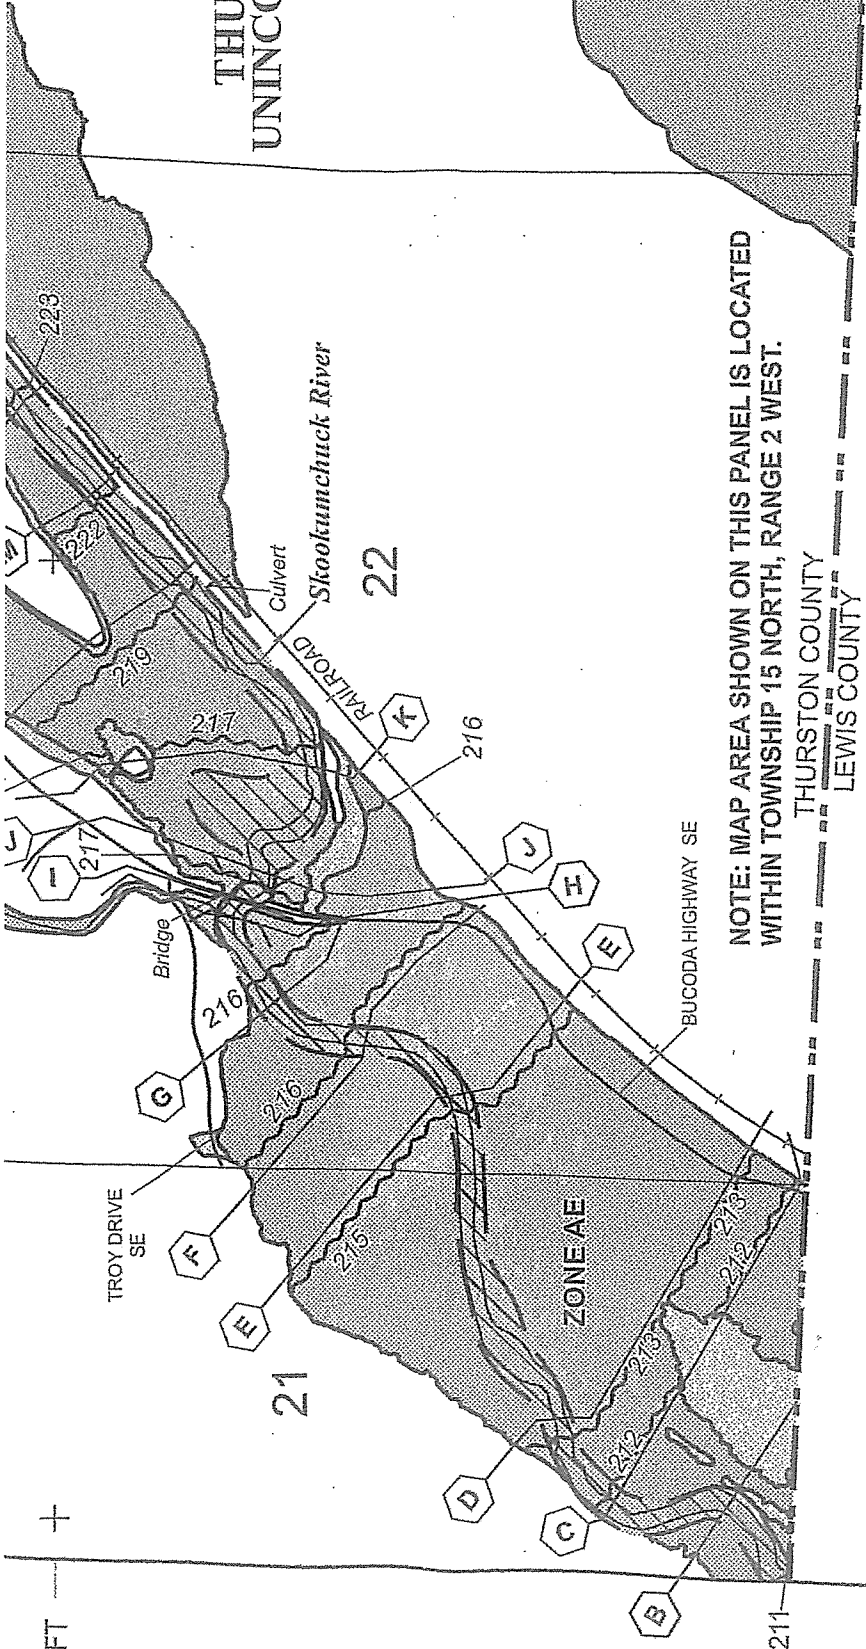 THU
UNINCO
223
M
222
Culvert
Skookumchuck River
22
219
RAILROAD
217
K
216
J
I
217
J
H
Bridge
E
216
G
216
BUCODA HIGHWAY SE
TROY DRIVE
SE
F
215
E
21
ZONE AE
213
212
213
212
D
C
B
211
FT
NOTE: MAP AREA SHOWN ON THIS PANEL IS LOCATED
WITHIN TOWNSHIP 15 NORTH, RANGE 2 WEST.
THURSTON COUNTY
LEWIS COUNTY